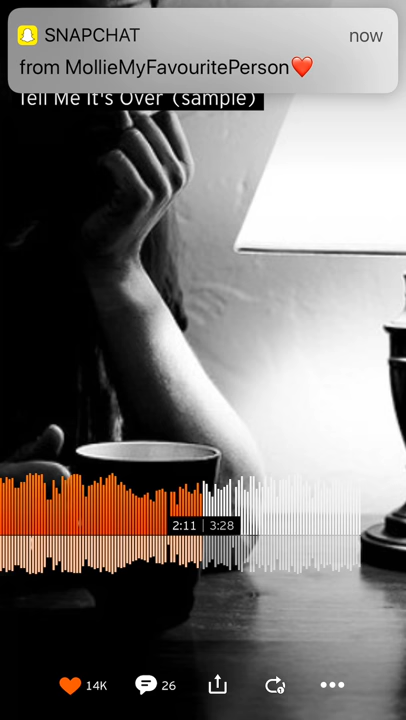 SNAPCHAT
now
from MollieMyFavouritePerson❤️
Tell Me It's Over (sample)
2:11 | 3:28
14K
26